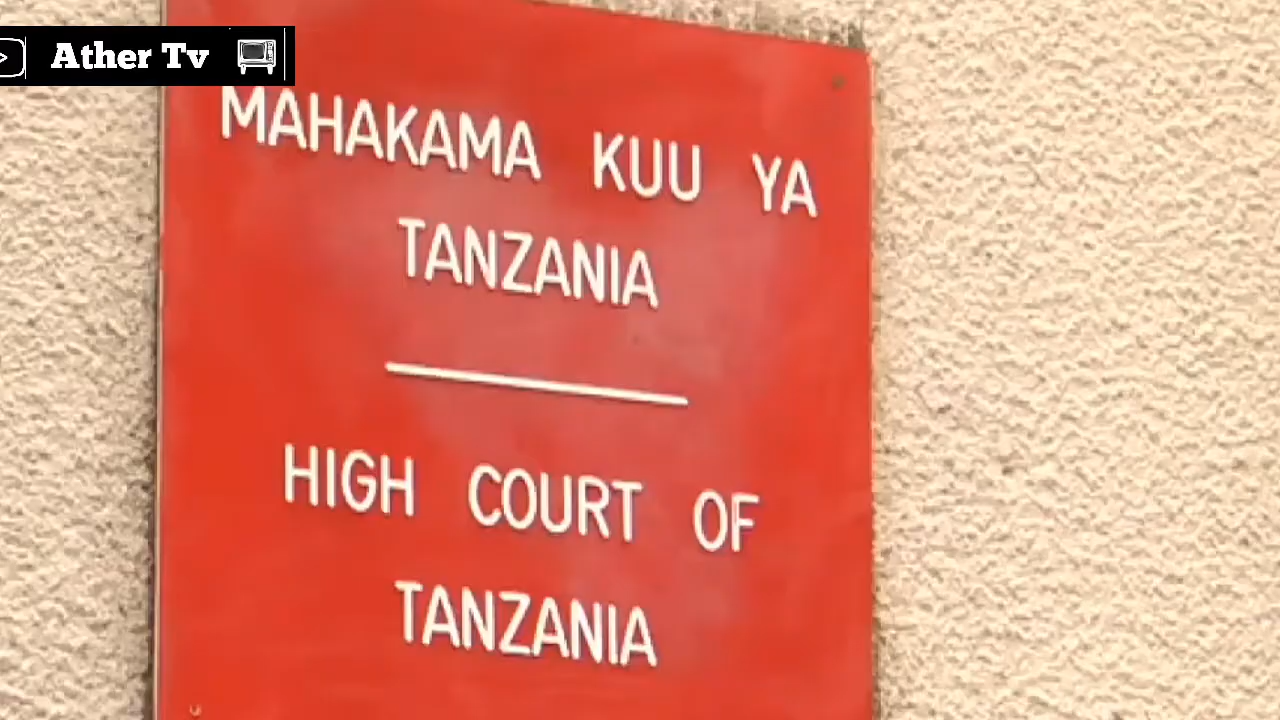 Ather Tv
MAHAKAMA KUU YA
TANZANIA
HIGH COURT OF
TANZANIA